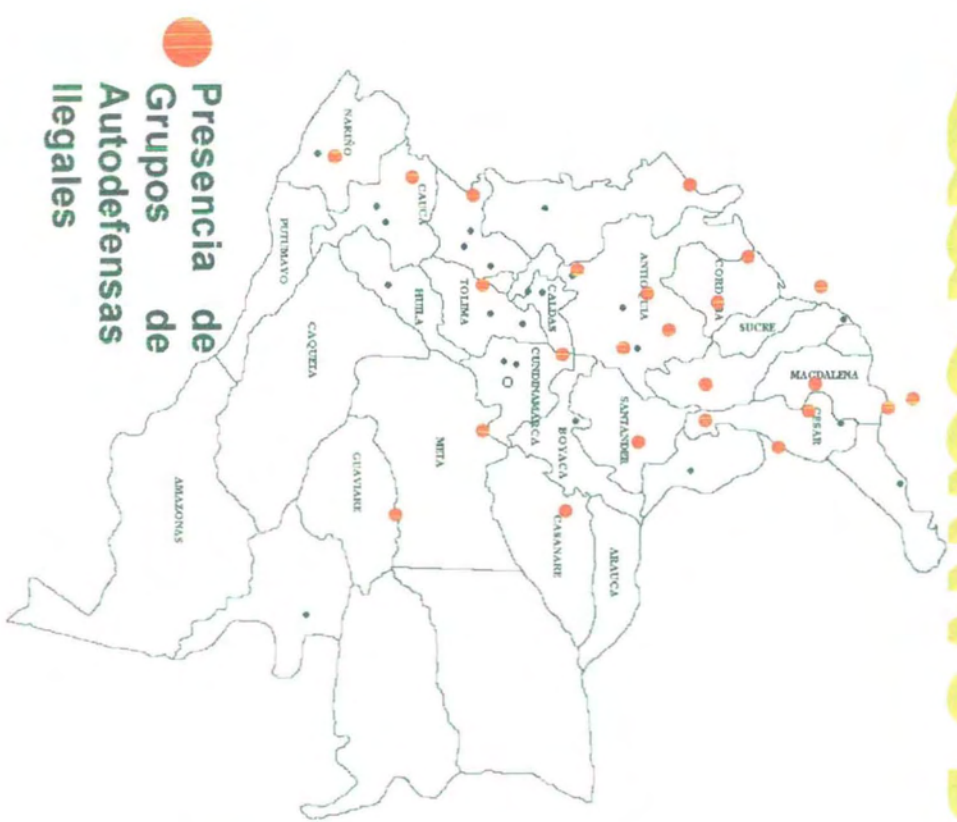 Presencia de
Grupos de
Autodefensas
Ilegales
MAGDALENA
CESAR
SUCRE
CORDOBA
ANTIOQUIA
SANTANDER
ARAUCA
CALDAS
BOYACA
CASANARE
CUNDINAMARCA
TOLIMA
META
CAUCA
HUILA
GUAVIARE
NARIÑO
CAQUETA
PUTUMAYO
AMAZONAS